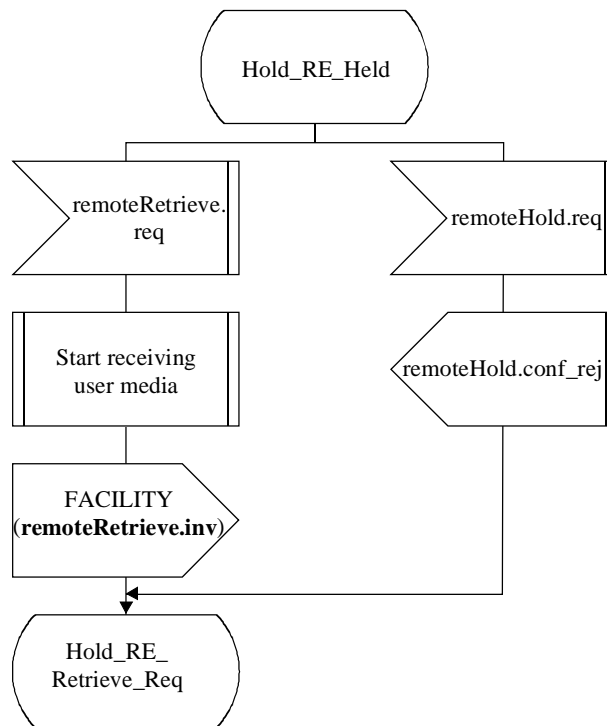 Hold_RE_Held
remoteRetrieve.
req
remoteHold.req
Start receiving
user media
remoteHold.conf_rej
FACILITY
(remoteRetrieve.inv)
Hold_RE_
Retrieve_Req